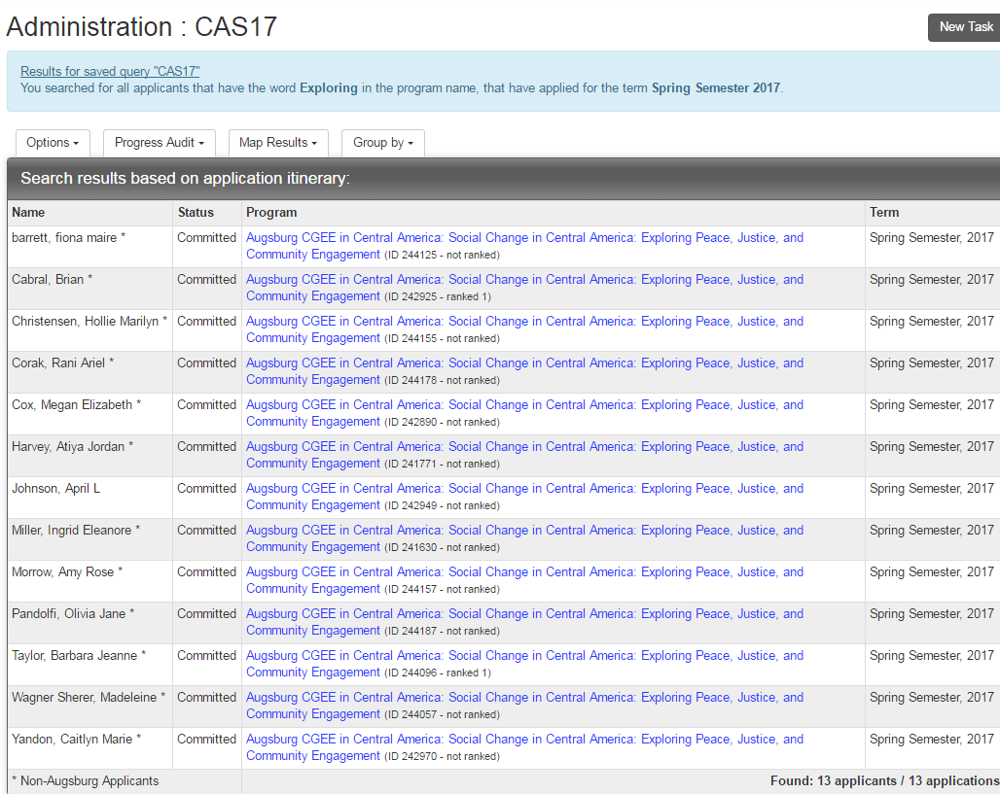 Administration : CAS17
New Task
Results for saved query "CAS17"
You searched for all applicants that have the word Exploring in the program name, that have applied for the term Spring Semester 2017.
Options Progress Audit Map Results Group by
Search results based on application itinerary:
Name Status Program Term
barrett, fiona maire * Committed Augsburg CGEE in Central America: Social Change in Central America: Exploring Peace, Justice, and Spring Semester, 2017
Community Engagement (ID 244125 - not ranked)
Cabral, Brian * Committed Augsburg CGEE in Central America: Social Change in Central America: Exploring Peace, Justice, and Spring Semester, 2017
Community Engagement (ID 242925 - ranked 1)
Christensen, Hollie Marilyn * Committed Augsburg CGEE in Central America: Social Change in Central America: Exploring Peace, Justice, and Spring Semester, 2017
Community Engagement (ID 244155 - not ranked)
Corak, Rani Ariel * Committed Augsburg CGEE in Central America: Social Change in Central America: Exploring Peace, Justice, and Spring Semester, 2017
Community Engagement (ID 244178 - not ranked)
Cox, Megan Elizabeth * Committed Augsburg CGEE in Central America: Social Change in Central America: Exploring Peace, Justice, and Spring Semester, 2017
Community Engagement (ID 242890 - not ranked)
Harvey, Atiya Jordan * Committed Augsburg CGEE in Central America: Social Change in Central America: Exploring Peace, Justice, and Spring Semester, 2017
Community Engagement (ID 241771 - not ranked)
Johnson, April L Committed Augsburg CGEE in Central America: Social Change in Central America: Exploring Peace, Justice, and Spring Semester, 2017
Community Engagement (ID 242949 - not ranked)
Miller, Ingrid Eleanore * Committed Augsburg CGEE in Central America: Social Change in Central America: Exploring Peace, Justice, and Spring Semester, 2017
Community Engagement (ID 241630 - not ranked)
Morrow, Amy Rose * Committed Augsburg CGEE in Central America: Social Change in Central America: Exploring Peace, Justice, and Spring Semester, 2017
Community Engagement (ID 244157 - not ranked)
Pandolfi, Olivia Jane * Committed Augsburg CGEE in Central America: Social Change in Central America: Exploring Peace, Justice, and Spring Semester, 2017
Community Engagement (ID 244187 - not ranked)
Taylor, Barbara Jeanne * Committed Augsburg CGEE in Central America: Social Change in Central America: Exploring Peace, Justice, and Spring Semester, 2017
Community Engagement (ID 244096 - ranked 1)
Wagner Sherer, Madeleine * Committed Augsburg CGEE in Central America: Social Change in Central America: Exploring Peace, Justice, and Spring Semester, 2017
Community Engagement (ID 244057 - not ranked)
Yandon, Caitlyn Marie * Committed Augsburg CGEE in Central America: Social Change in Central America: Exploring Peace, Justice, and Spring Semester, 2017
Community Engagement (ID 242970 - not ranked)
* Non-Augsburg Applicants Found: 13 applicants / 13 applications